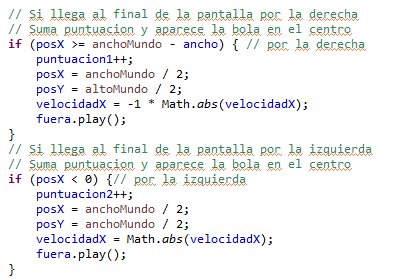 // Si llega al final de la pantalla por la derecha
// Suma puntuacion y aparece la bola en el centro
if (posX >= anchoMundo - ancho) { // por la derecha
    puntuacion1++;
    posX = anchoMundo / 2;
    posY = altoMundo / 2;
    velocidadX = -1 * Math.abs(velocidadX);
    fuera.play();
}
// Si llega al final de la pantalla por la izquierda
// Suma puntuacion y aparece la bola en el centro
if (posX < 0) {// por la izquierda
    puntuacion2++;
    posX = anchoMundo / 2;
    posY = anchoMundo / 2;
    velocidadX = Math.abs(velocidadX);
    fuera.play();
}